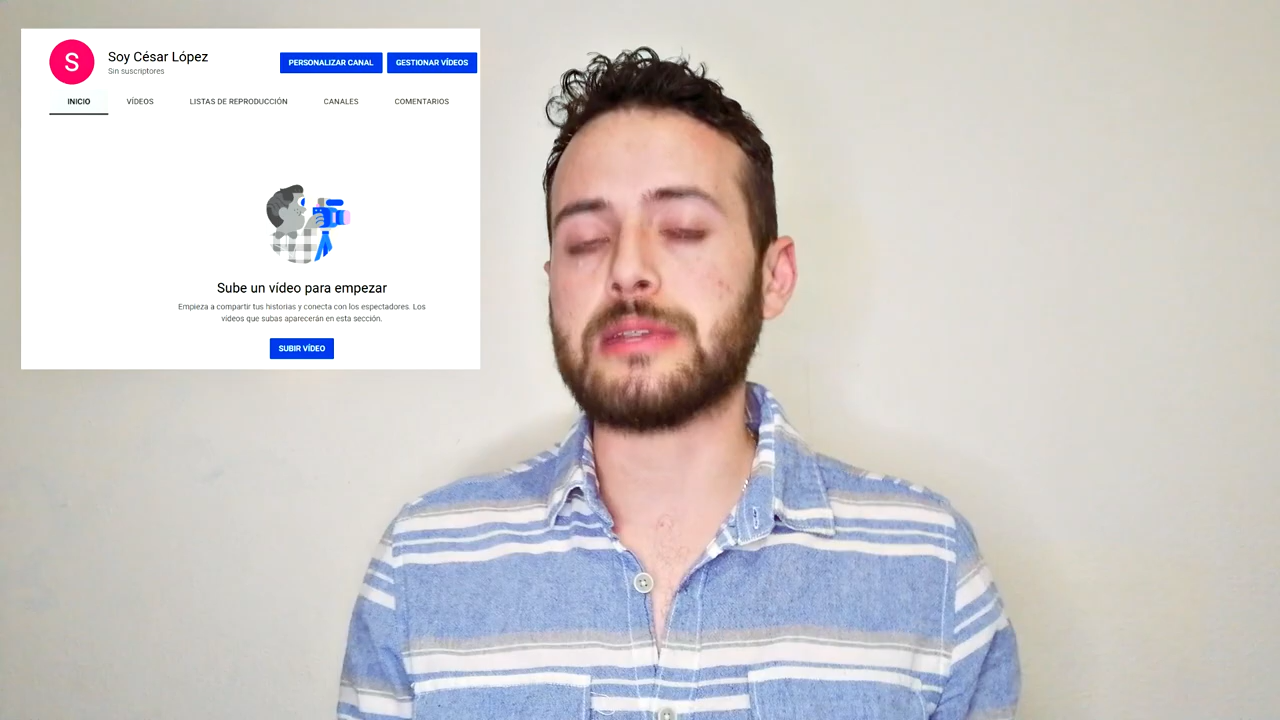 S
Soy César López
Sin suscriptores
PERSONALIZAR CANAL
GESTIONAR VÍDEOS
INICIO
VÍDEOS
LISTAS DE REPRODUCCIÓN
CANALES
COMENTARIOS
Sube un vídeo para empezar
Empieza a compartir tus historias y conecta con los espectadores. Los
vídeos que subas aparecerán en esta sección.
SUBIR VÍDEO